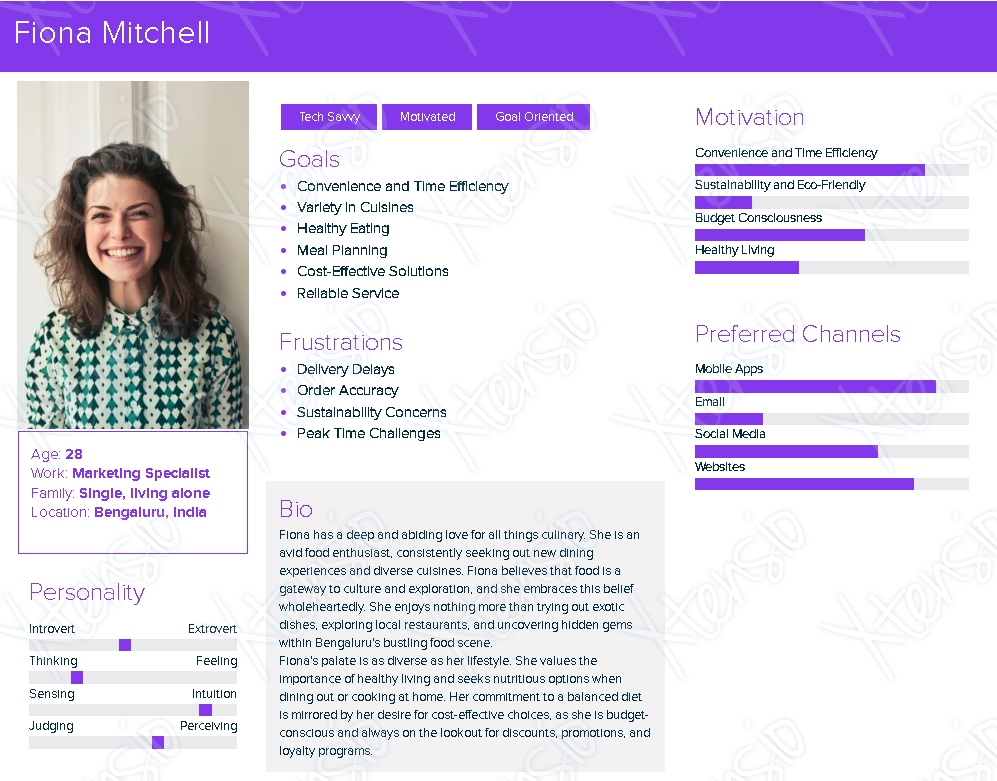 Fiona Mitchell
Tech Savvy
Motivated
Goal Oriented
Goals
Convenience and Time Efficiency
Variety in Cuisines
Healthy Eating
Meal Planning
Cost-Effective Solutions
Reliable Service
Frustrations
Delivery Delays
Order Accuracy
Sustainability Concerns
Peak Time Challenges
Age: 28
Work: Marketing Specialist
Family: Single, living alone
Location: Bengaluru, India
Personality
Introvert Extrovert
Thinking Feeling
Sensing Intuition
Judging Perceiving
Bio
Fiona has a deep and abiding love for all things culinary. She is an
avid food enthusiast, consistently seeking out new dining
experiences and diverse cuisines. Fiona believes that food is a
gateway to culture and exploration, and she embraces this belief
wholeheartedly. She enjoys nothing more than trying out exotic
dishes, exploring local restaurants, and uncovering hidden gems
within Bengaluru's bustling food scene.
Fiona's palate is as diverse as her lifestyle. She values the
importance of healthy living and seeks nutritious options when
dining out or cooking at home. Her commitment to a balanced diet
is mirrored by her desire for cost-effective choices, as she is budget-
conscious and always on the lookout for discounts, promotions, and
loyalty programs.
Motivation
Convenience and Time Efficiency
Sustainability and Eco-Friendly
Budget Consciousness
Healthy Living
Preferred Channels
Mobile Apps
Email
Social Media
Websites
XtensiO